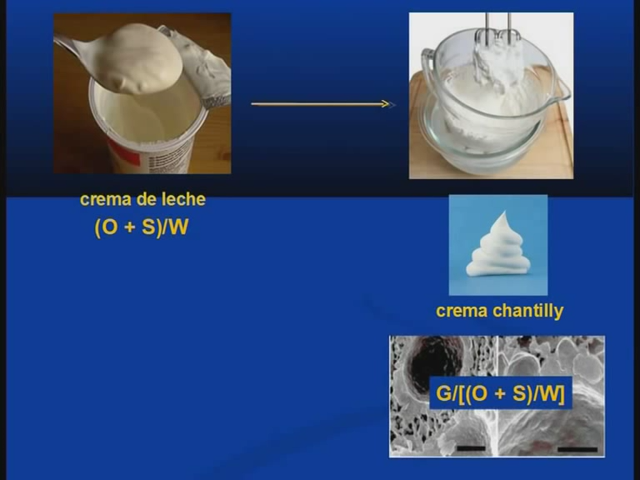 crema de leche
(O + S)/W
crema chantilly
G/[(O + S)/W]